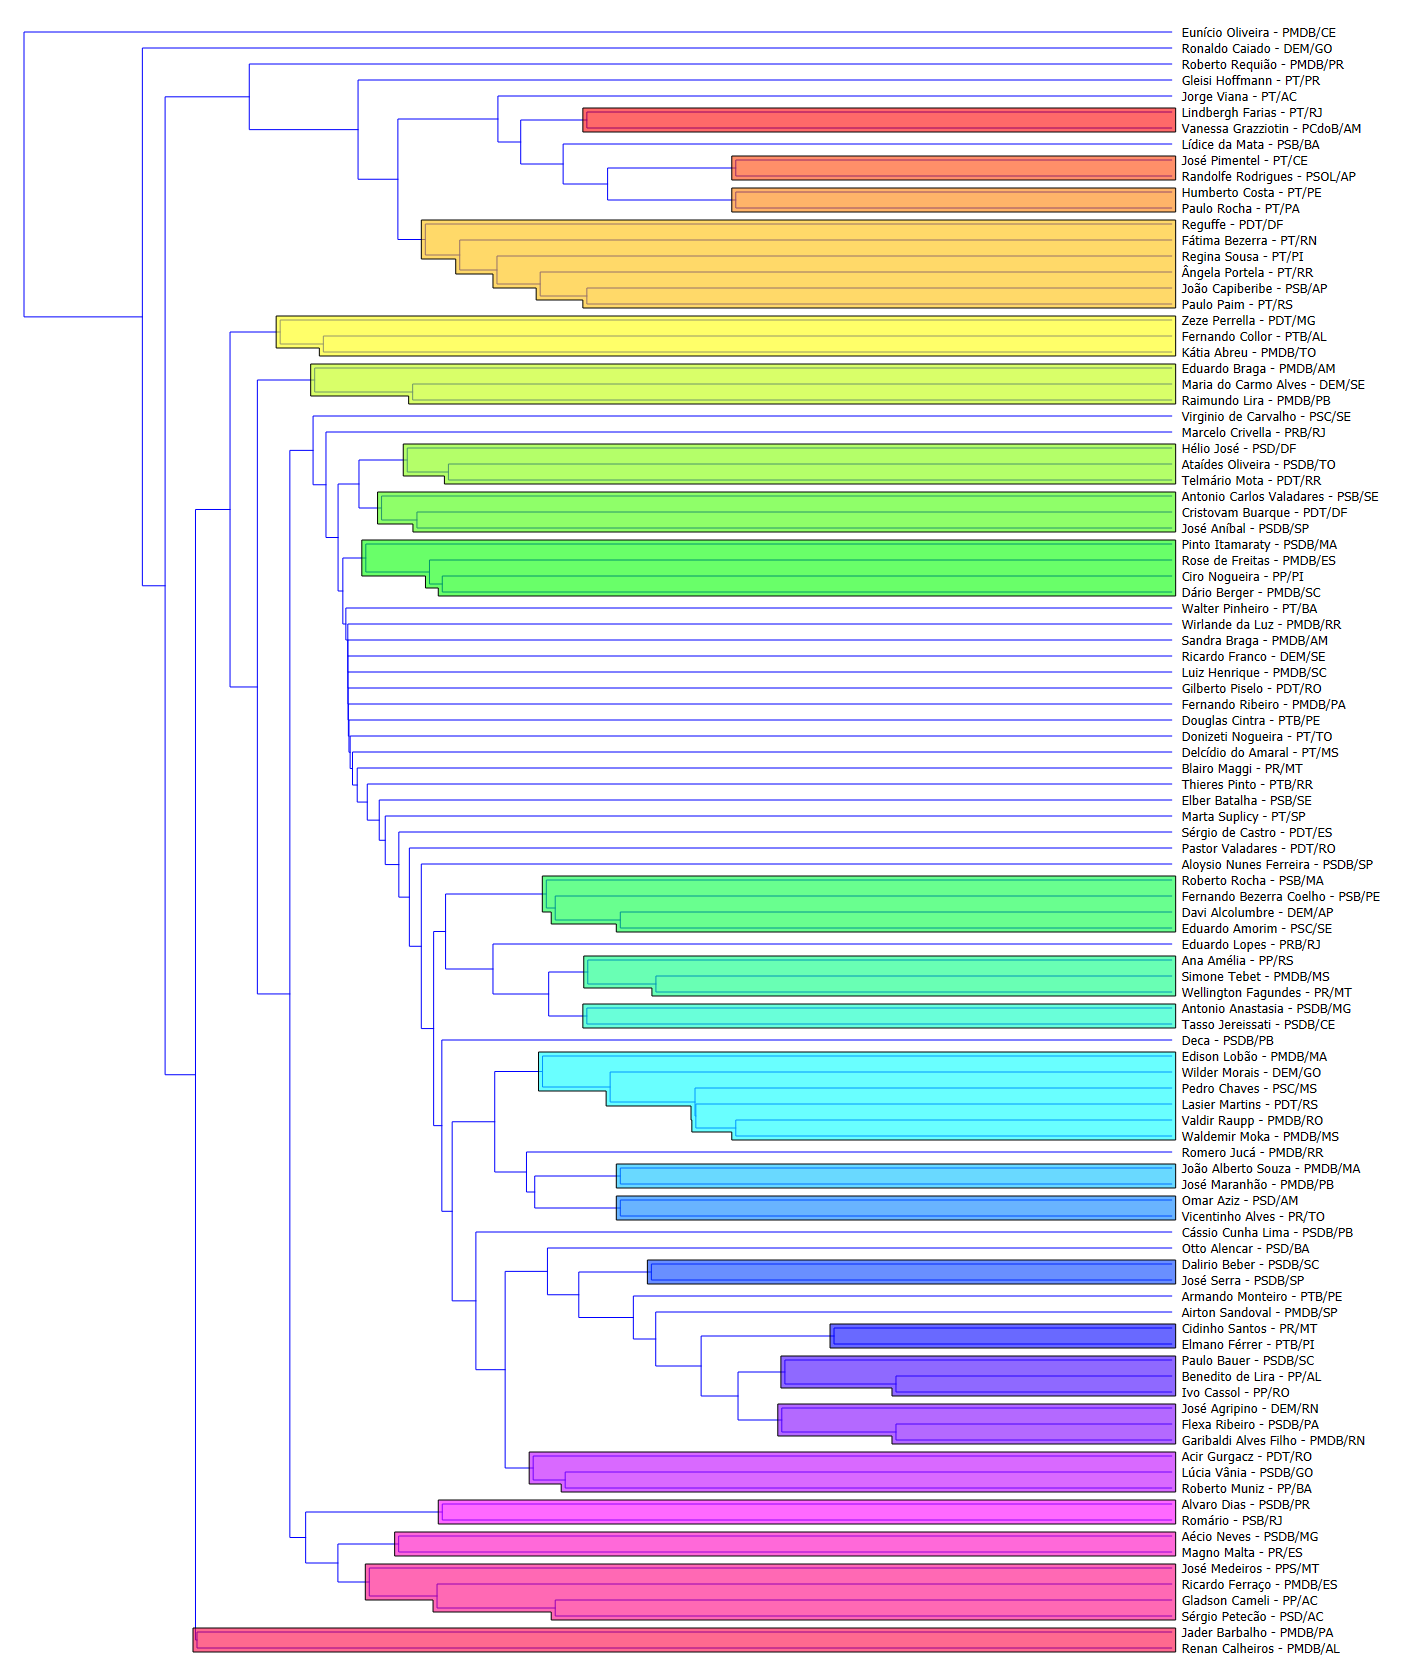 Eunício Oliveira - PMDB/CE
Ronaldo Caiado - DEM/GO
Roberto Requião - PMDB/PR
Gleisi Hoffmann - PT/PR
Jorge Viana - PT/AC
Lindbergh Farias - PT/RJ
Vanessa Grazziotin - PCdoB/AM
Lídice da Mata - PSB/BA
José Pimentel - PT/CE
Randolfe Rodrigues - PSOL/AP
Humberto Costa - PT/PE
Paulo Rocha - PT/PA
Reguffe - PDT/DF
Fátima Bezerra - PT/RN
Regina Sousa - PT/PI
Ângela Portela - PT/RR
João Capiberibe - PSB/AP
Paulo Paim - PT/RS
Zeze Perrella - PDT/MG
Fernando Collor - PTB/AL
Kátia Abreu - PMDB/TO
Eduardo Braga - PMDB/AM
Maria do Carmo Alves - DEM/SE
Raimundo Lira - PMDB/PB
Virginio de Carvalho - PSC/SE
Marcelo Crivella - PRB/RJ
Hélio José - PSD/DF
Ataídes Oliveira - PSDB/TO
Telmário Mota - PDT/RR
Antonio Carlos Valadares - PSB/SE
Cristovam Buarque - PDT/DF
José Aníbal - PSDB/SP
Pinto Itamaraty - PSDB/MA
Rose de Freitas - PMDB/ES
Ciro Nogueira - PP/PI
Dário Berger - PMDB/SC
Walter Pinheiro - PT/BA
Wirlande da Luz - PMDB/RR
Sandra Braga - PMDB/AM
Ricardo Franco - DEM/SE
Luiz Henrique - PMDB/SC
Gilberto Piselo - PDT/RO
Fernando Ribeiro - PMDB/PA
Douglas Cintra - PTB/PE
Donizeti Nogueira - PT/TO
Delcídio do Amaral - PT/MS
Blairo Maggi - PR/MT
Thieres Pinto - PTB/RR
Elber Batalha - PSB/SE
Marta Suplicy - PT/SP
Sérgio de Castro - PDT/ES
Pastor Valadares - PDT/RO
Aloysio Nunes Ferreira - PSDB/SP
Roberto Rocha - PSB/MA
Fernando Bezerra Coelho - PSB/PE
Davi Alcolumbre - DEM/AP
Eduardo Amorim - PSC/SE
Eduardo Lopes - PRB/RJ
Ana Amélia - PP/RS
Simone Tebet - PMDB/MS
Wellington Fagundes - PR/MT
Antonio Anastasia - PSDB/MG
Tasso Jereissati - PSDB/CE
Deca - PSDB/PB
Edison Lobão - PMDB/MA
Wilder Morais - DEM/GO
Pedro Chaves - PSC/MS
Lasier Martins - PDT/RS
Valdir Raupp - PMDB/RO
Waldemir Moka - PMDB/MS
Romero Jucá - PMDB/RR
João Alberto Souza - PMDB/MA
José Maranhão - PMDB/PB
Omar Aziz - PSD/AM
Vicentinho Alves - PR/TO
Cássio Cunha Lima - PSDB/PB
Otto Alencar - PSD/BA
Dalirio Beber - PSDB/SC
José Serra - PSDB/SP
Armando Monteiro - PTB/PE
Airton Sandoval - PMDB/SP
Cidinho Santos - PR/MT
Elmano Férrer - PTB/PI
Paulo Bauer - PSDB/SC
Benedito de Lira - PP/AL
Ivo Cassol - PP/RO
José Agripino - DEM/RN
Flexa Ribeiro - PSDB/PA
Garibaldi Alves Filho - PMDB/RN
Acir Gurgacz - PDT/RO
Lúcia Vânia - PSDB/GO
Roberto Muniz - PP/BA
Alvaro Dias - PSDB/PR
Romário - PSB/RJ
Aécio Neves - PSDB/MG
Magno Malta - PR/ES
José Medeiros - PPS/MT
Ricardo Ferraço - PMDB/ES
Gladson Cameli - PP/AC
Sérgio Petecão - PSD/AC
Jader Barbalho - PMDB/PA
Renan Calheiros - PMDB/AL